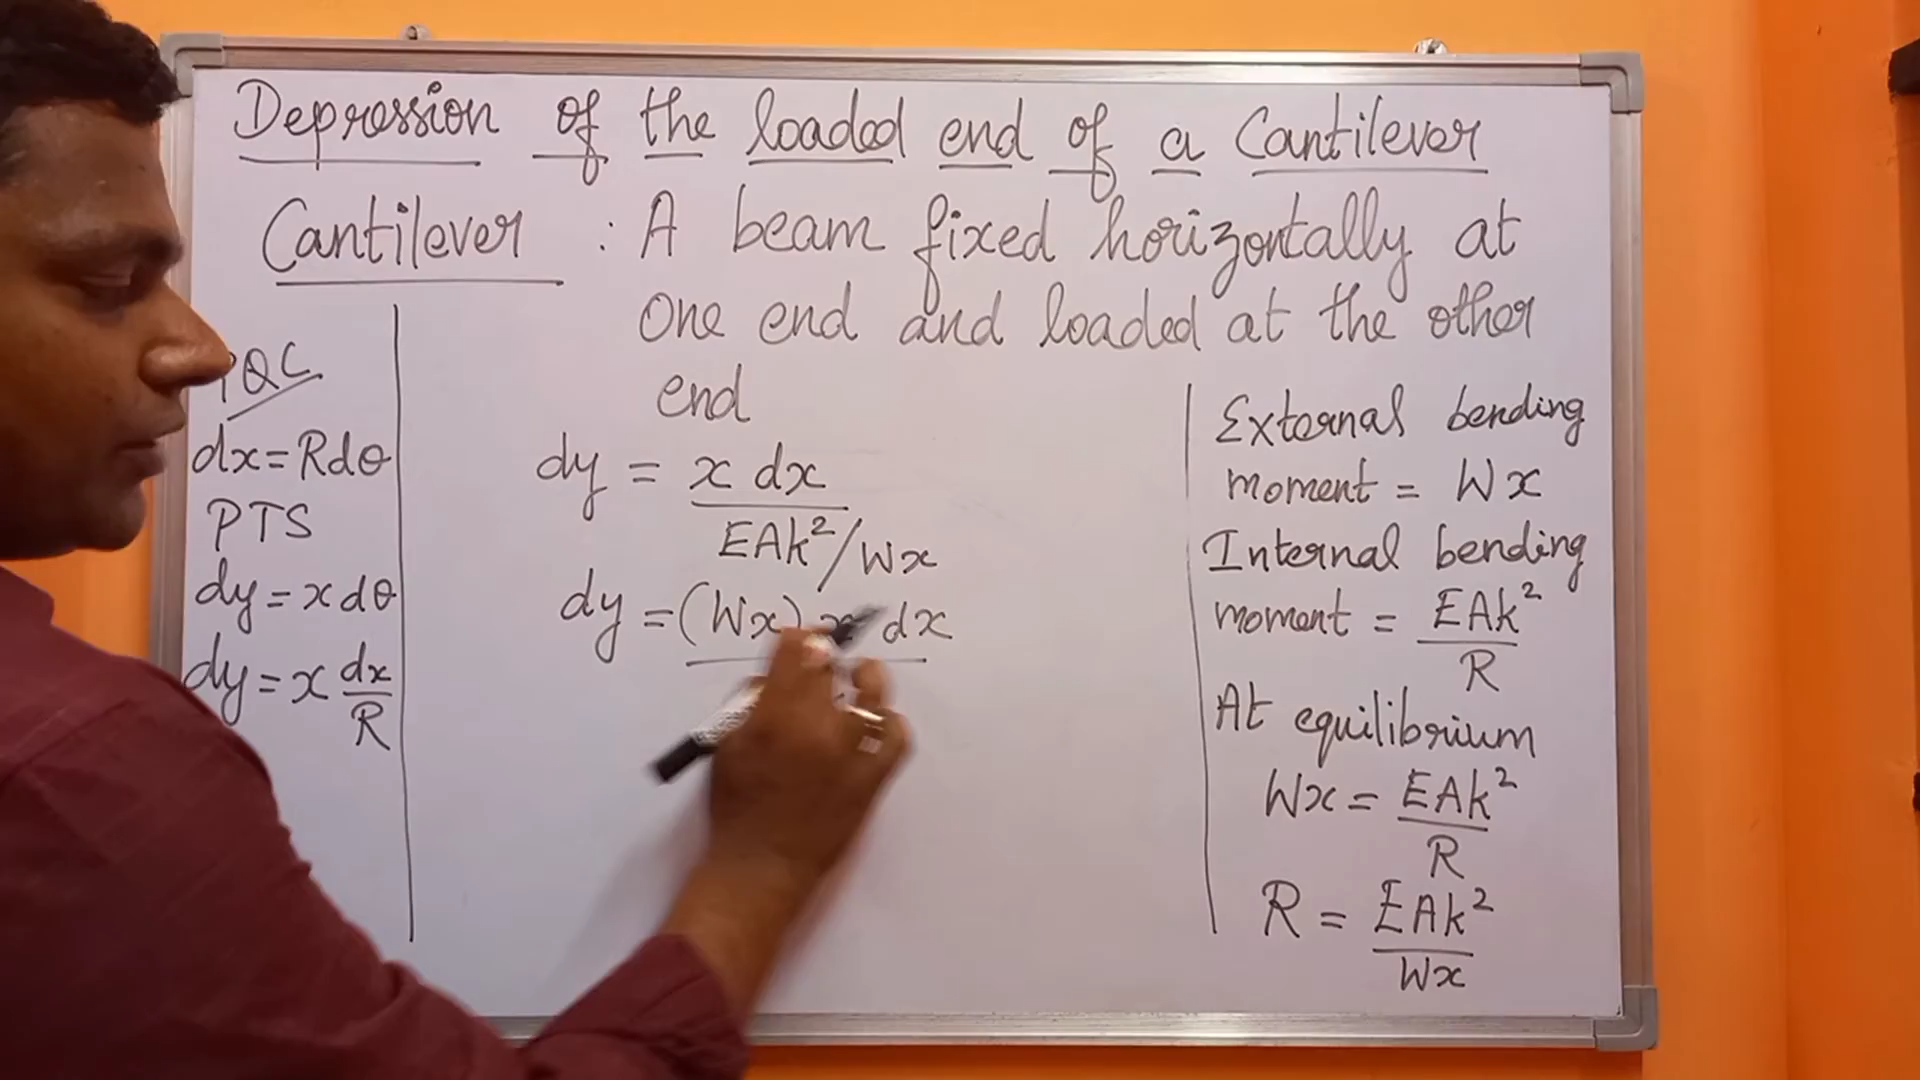 Depression of the loaded end of a Cantilever
Cantilever : A beam fixed horizontally at
one end and loaded at the other
end
QC
dx = Rdθ
PTS
dy = x dθ
dy = x dx/R
dy = x dx
EAk²/Wx
dy = (Wx) x dx
External bending
moment = Wx
Internal bending
moment = EAk²/R
At equilibrium
Wx = EAk²/R
R = EAk²/Wx